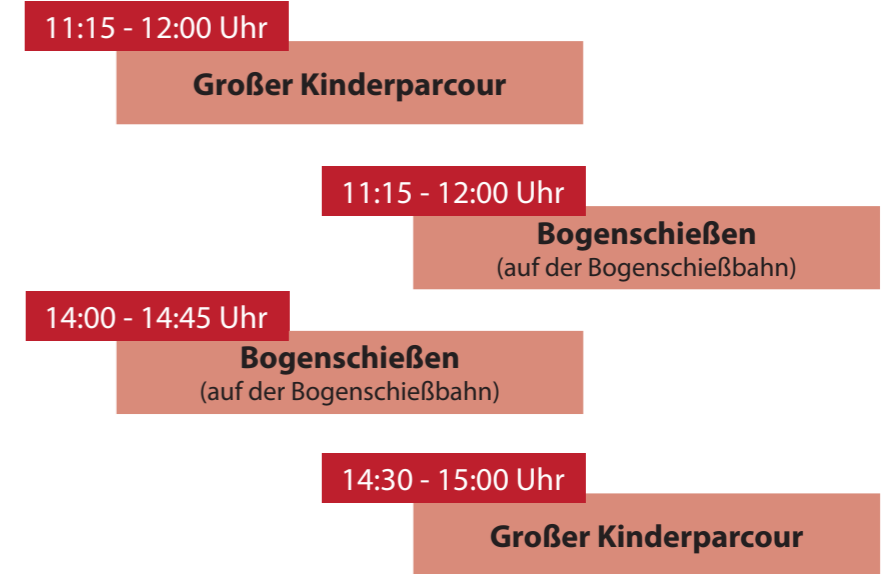 11:15 - 12:00 Uhr
Großer Kinderparcour
11:15 - 12:00 Uhr
Bogenschießen
(auf der Bogenschießbahn)
14:00 - 14:45 Uhr
Bogenschießen
(auf der Bogenschießbahn)
14:30 - 15:00 Uhr
Großer Kinderparcour